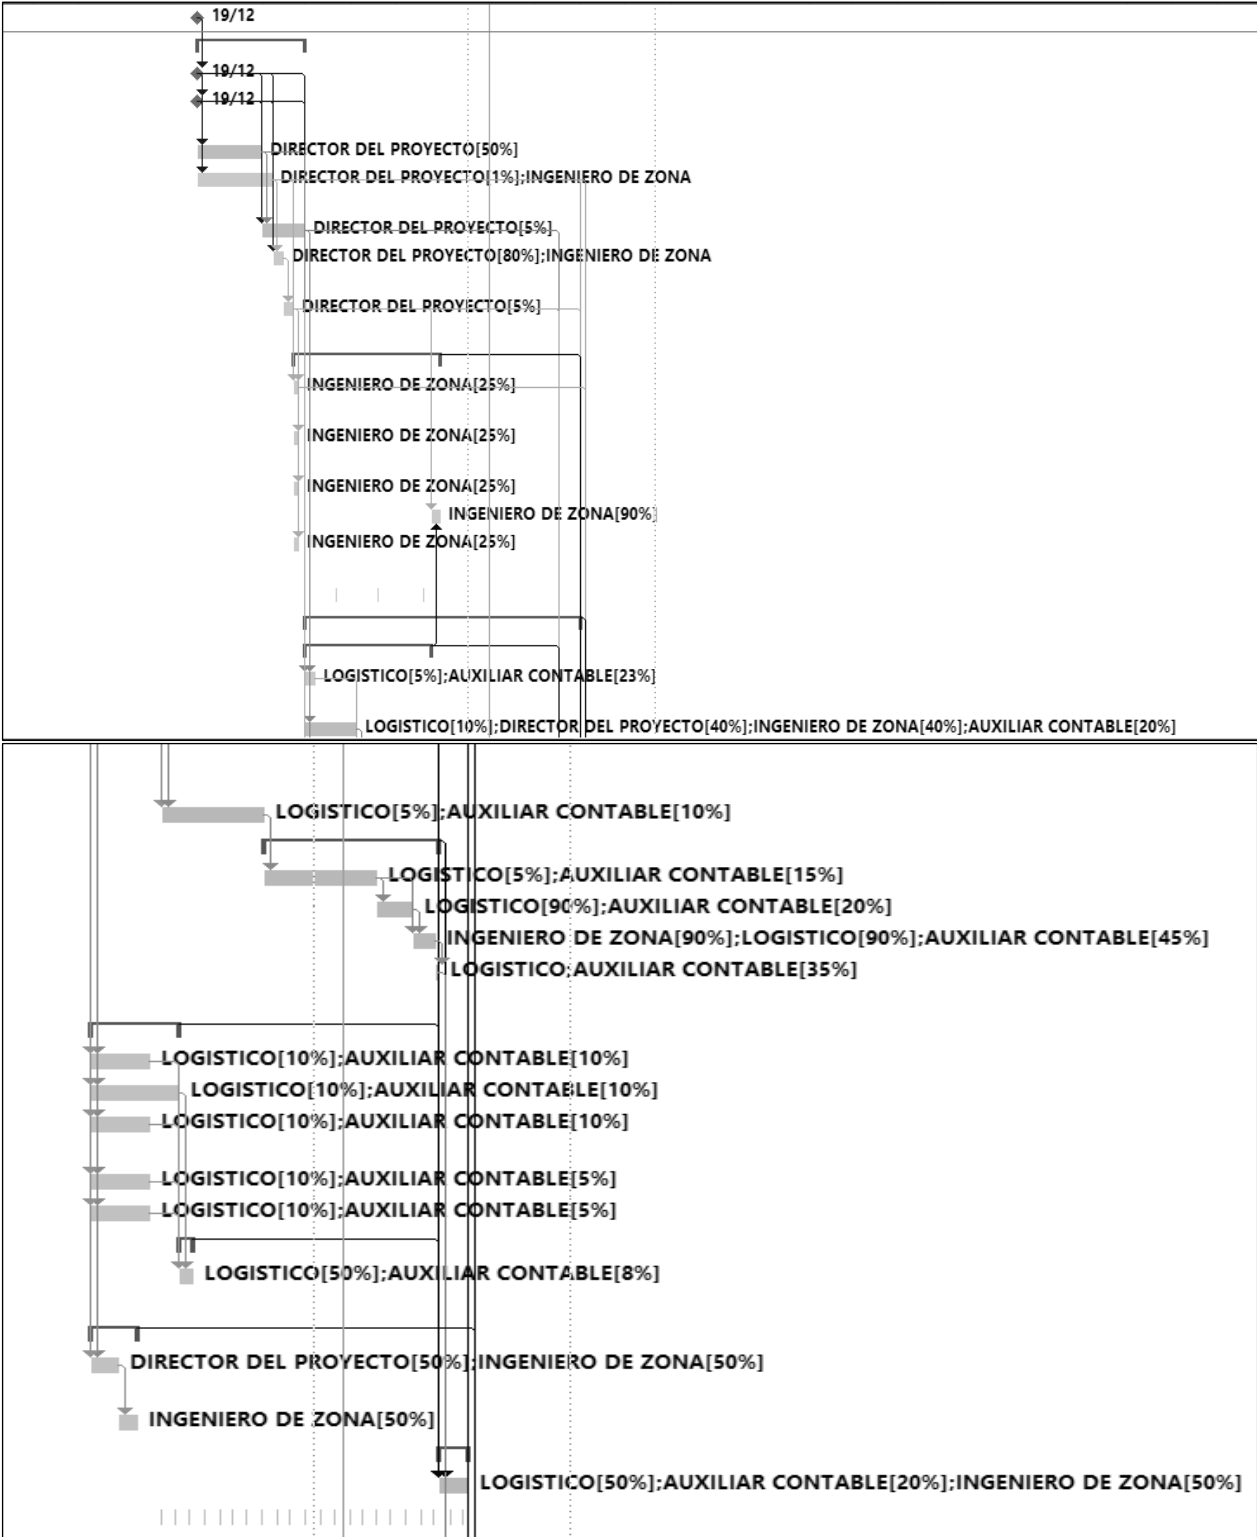 19/12
19/12
19/12
DIRECTOR DEL PROYECTO[50%]
DIRECTOR DEL PROYECTO[1%];INGENIERO DE ZONA
DIRECTOR DEL PROYECTO[5%]
DIRECTOR DEL PROYECTO[80%];INGENIERO DE ZONA
DIRECTOR DEL PROYECTO[5%]
INGENIERO DE ZONA[25%]
INGENIERO DE ZONA[25%]
INGENIERO DE ZONA[25%]
INGENIERO DE ZONA[90%]
INGENIERO DE ZONA[25%]
LOGISTICO[5%];AUXILIAR CONTABLE[23%]
LOGISTICO[10%];DIRECTOR DEL PROYECTO[40%];INGENIERO DE ZONA[40%];AUXILIAR CONTABLE[20%]
LOGISTICO[5%];AUXILIAR CONTABLE[10%]
LOGISTICO[5%];AUXILIAR CONTABLE[15%]
LOGISTICO[90%];AUXILIAR CONTABLE[20%]
INGENIERO DE ZONA[90%];LOGISTICO[90%];AUXILIAR CONTABLE[45%]
LOGISTICO;AUXILIAR CONTABLE[35%]
LOGISTICO[10%];AUXILIAR CONTABLE[10%]
LOGISTICO[10%];AUXILIAR CONTABLE[10%]
LOGISTICO[10%];AUXILIAR CONTABLE[10%]
LOGISTICO[10%];AUXILIAR CONTABLE[5%]
LOGISTICO[10%];AUXILIAR CONTABLE[5%]
LOGISTICO[50%];AUXILIAR CONTABLE[8%]
DIRECTOR DEL PROYECTO[50%];INGENIERO DE ZONA[50%]
INGENIERO DE ZONA[50%]
LOGISTICO[50%];AUXILIAR CONTABLE[20%];INGENIERO DE ZONA[50%]